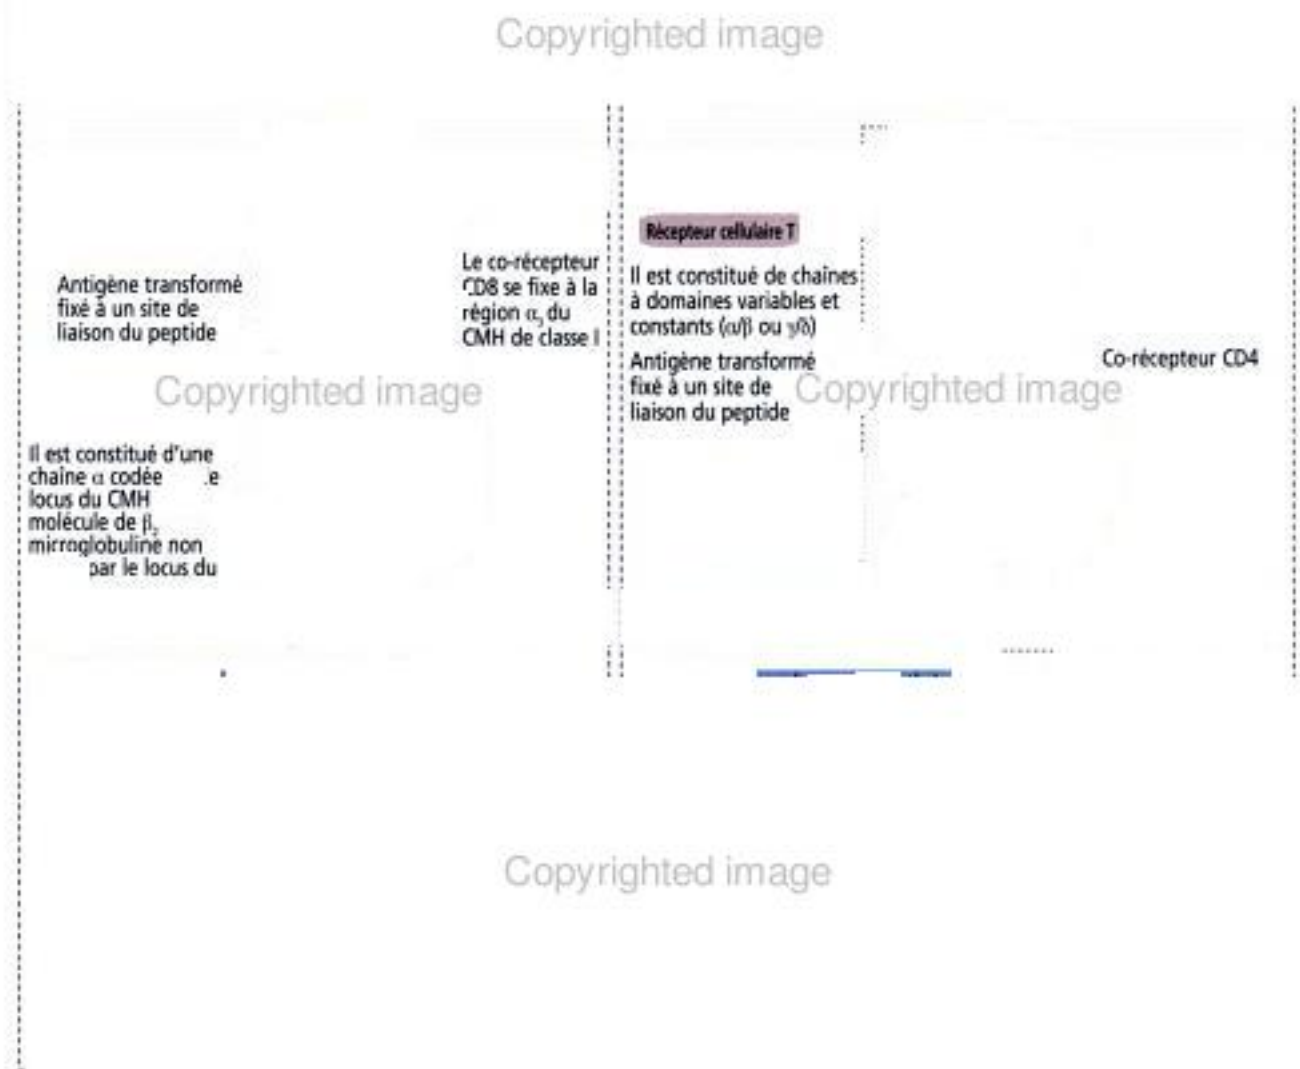 Copyrighted image
Antigène transformé
fixé à un site de
liaison du peptide
Le co-récepteur
CD8 se fixe à la
région α₃ du
CMH de classe I
Copyrighted image
Il est constitué d'une
chaîne α codée
locus du CMH
molécule de β₂
microglobuline non
par le locus du
Récepteur cellulaire T
Il est constitué de chaînes
à domaines variables et
constants (α/β ou γ/δ)
Antigène transformé
fixé à un site de
liaison du peptide
Copyrighted image
Co-récepteur CD4
Copyrighted image